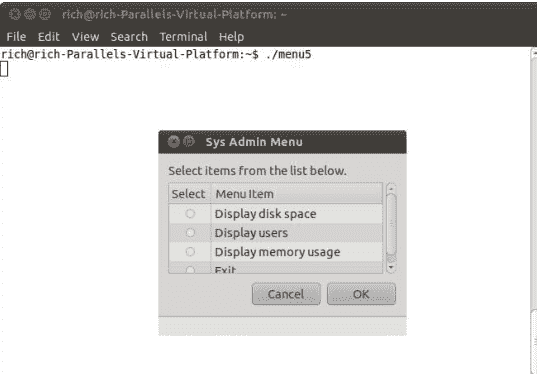 rich@rich-Parallels-Virtual-Platform: ~
File Edit View Search Terminal Help
rich@rich-Parallels-Virtual-Platform:~$ ./menu5
Sys Admin Menu
Select items from the list below.
Select Menu Item
Display disk space
Display users
Display memory usage
Exit
Cancel OK